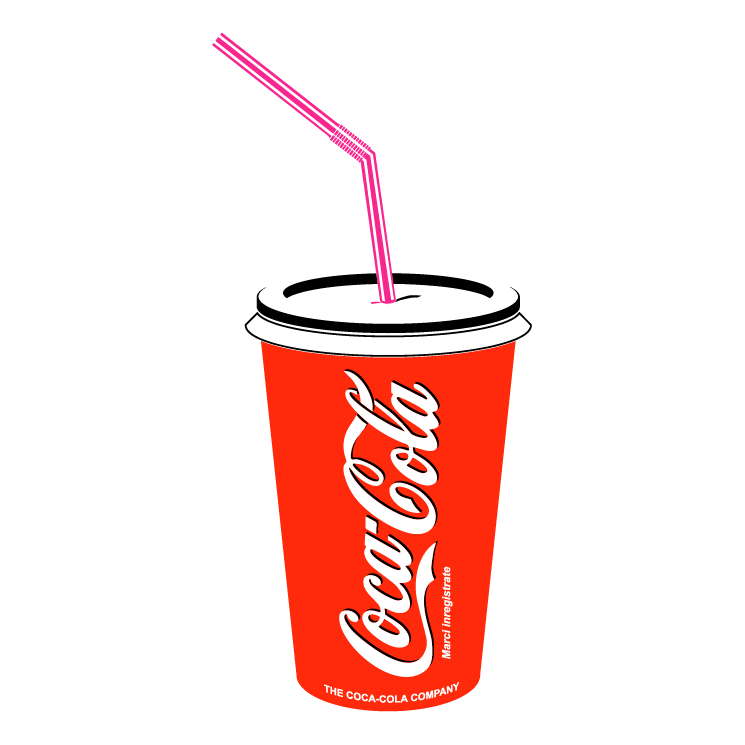 Coca-Cola
Marci inregistrate
THE COCA-COLA COMPANY